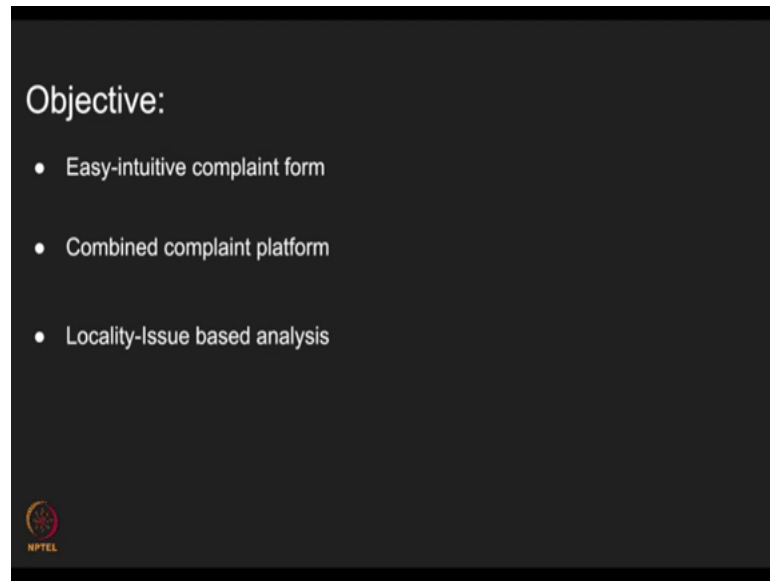 Objective:
● Easy-intuitive complaint form
● Combined complaint platform
● Locality-Issue based analysis
NPTEL